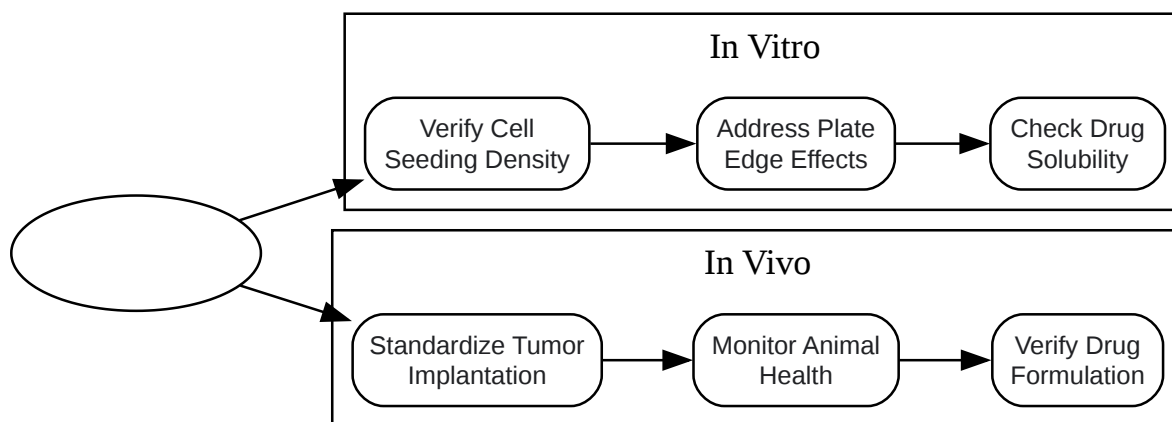 In Vitro
Verify Cell
Seeding Density
Address Plate
Edge Effects
Check Drug
Solubility
In Vivo
Standardize Tumor
Implantation
Monitor Animal
Health
Verify Drug
Formulation